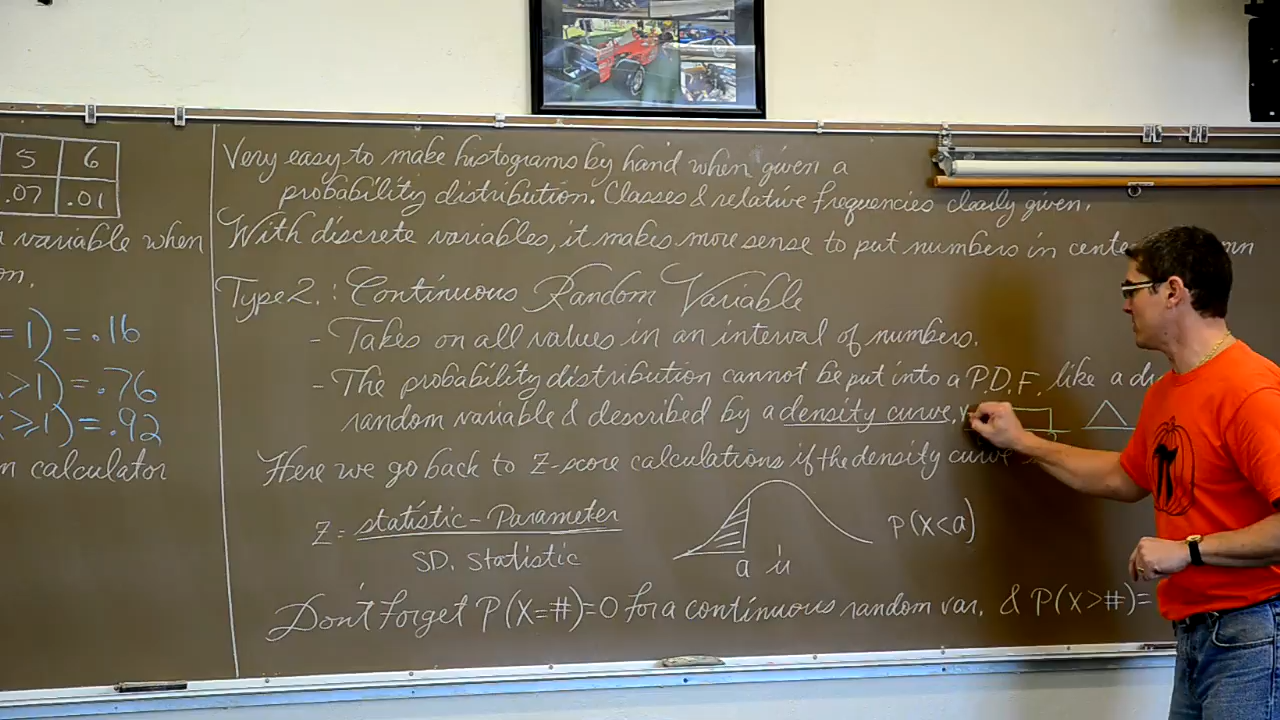 5 6
.07 .01
variable when
on.
=1) = .16
>1) = .76
≥1) = .92
n calculator
Very easy to make histograms by hand when given a
probability distribution. Classes & relative frequencies clearly given.
With discrete variables, it makes more sense to put numbers in cente mn
Type 2. : Continuous Random Variable
- Takes on all values in an interval of numbers.
- The probability distribution cannot be put into a P.D.F. like a d
random variable & described by a density curve,
Here we go back to Z-score calculations if the density curve
Z = statistic - Parameter
SD. Statistic
a
P(X<a)
Don't forget P(X=#)=0 for a continuous random var. & P(X>#)=